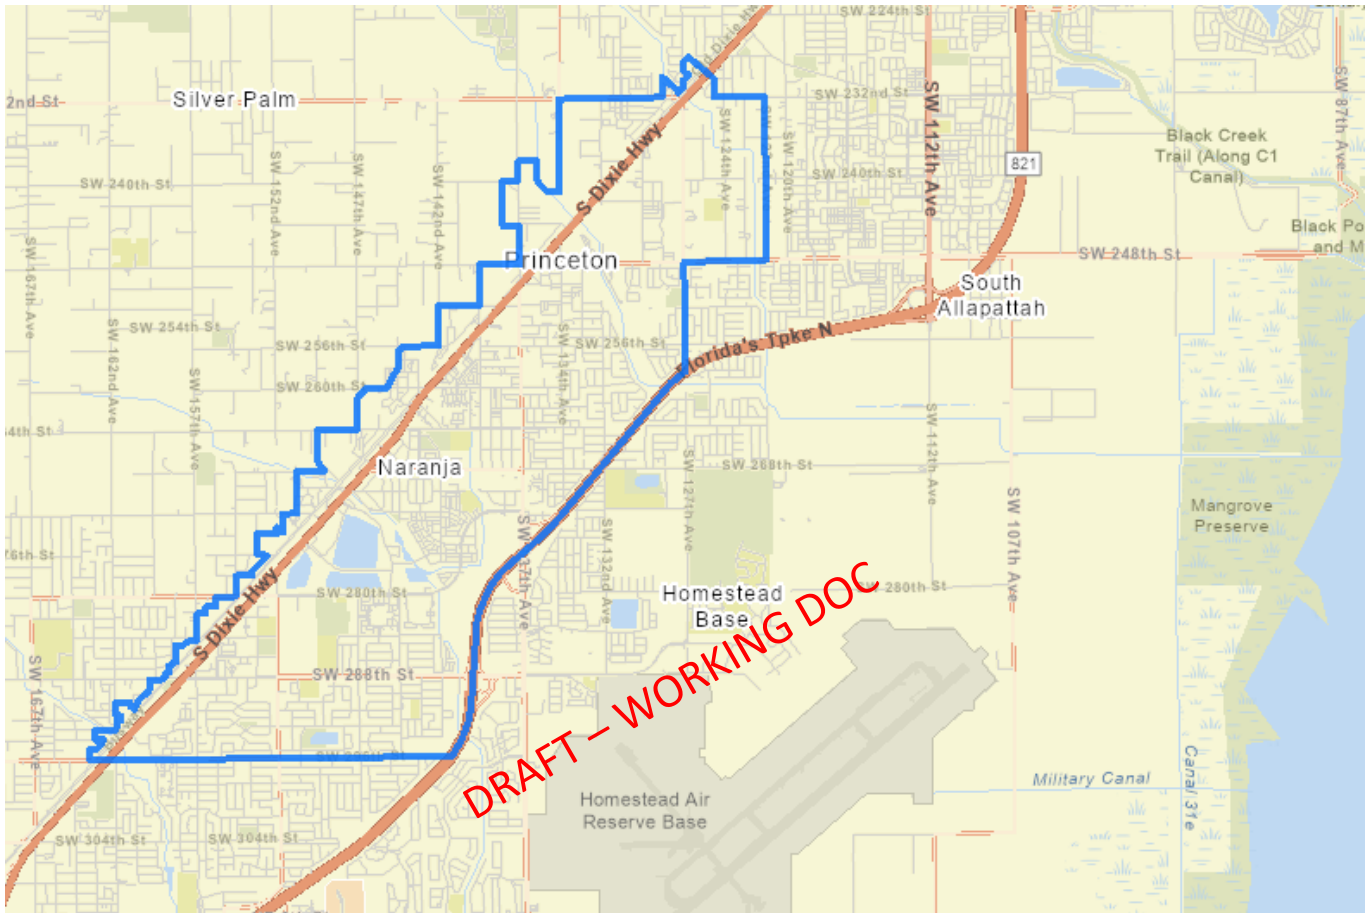 SW 224th St
Silver Palm
2nd St
SW 232nd St
SW 87th Ave
SW 112th Ave
Black Creek
Trail (Along C1
Canal)
821
S Dixie Hwy
SW 124th Ave
SW 120th Ave
SW 152nd Ave
SW 147th Ave
SW 142nd Ave
SW 240th St
SW 240th St
Black Po
and M
SW 167th Ave
Princeton
SW 248th St
South
Allapattah
SW 162nd Ave
SW 254th St
SW 256th St
SW 134th Ave
SW 256th St
Florida's Tpke N
SW 157th Ave
SW 260th St
SW 112th Ave
4th St
Naranja
SW 268th St
SW 127th Ave
SW 107th Ave
Mangrove
Preserve
SW 132nd Ave
76th St
S Dixie Hwy
SW 280th St
SW 280th St
Homestead
Base
DRAFT – WORKING DOC
SW 167th Ave
SW 288th St
Military Canal
Canal 31e
Homestead Air
Reserve Base
SW 304th St
SW 304th St